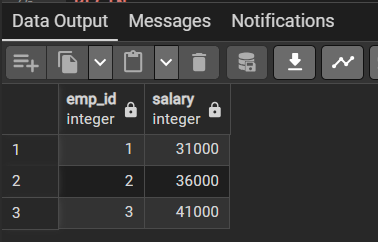 Data Output Messages Notifications
emp_id salary
integer integer
1 1 31000
2 2 36000
3 3 41000